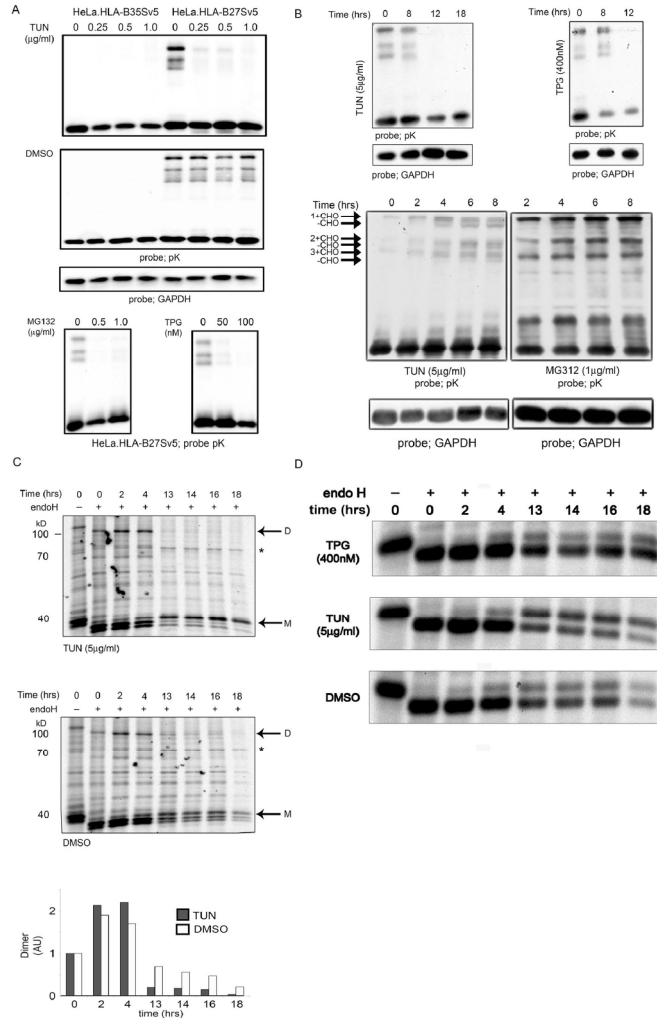 A
HeLa.HLA-B35Sv5 HeLa.HLA-B27Sv5
TUN 0 0.25 0.5 1.0 0 0.25 0.5 1.0
(μg/ml)
DMSO
probe; pK
probe; GAPDH
MG132 0 0.5 1.0
(μg/ml)
TPG 0 50 100
(nM)
HeLa.HLA-B27Sv5; probe pK
B
Time (hrs) 0 8 12 18
TUN (5μg/ml)
probe; pK
probe; GAPDH
Time (hrs) 0 8 12
TPG (400nM)
probe; pK
probe; GAPDH
Time (hrs) 0 2 4 6 8 2 4 6 8
1+CHO
-CHO
2+CHO
-CHO
3+CHO
-CHO
TUN (5μg/ml) MG312 (1μg/ml)
probe; pK probe; pK
probe; GAPDH probe; GAPDH
C
Time (hrs) 0 0 2 4 13 14 16 18
endoH – + + + + + + +
kD
100
70
40
D
*
M
TUN (5μg/ml)
Time (hrs) 0 0 2 4 13 14 16 18
endoH – + + + + + + +
kD
100
70
40
D
*
M
DMSO
Dimer
(AU)
2
1
0
TUN
DMSO
0 2 4 13 14 16 18
time (hrs)
D
endo H – + + + + + + +
time (hrs) 0 0 2 4 13 14 16 18
TPG
(400nM)
TUN
(5μg/ml)
DMSO